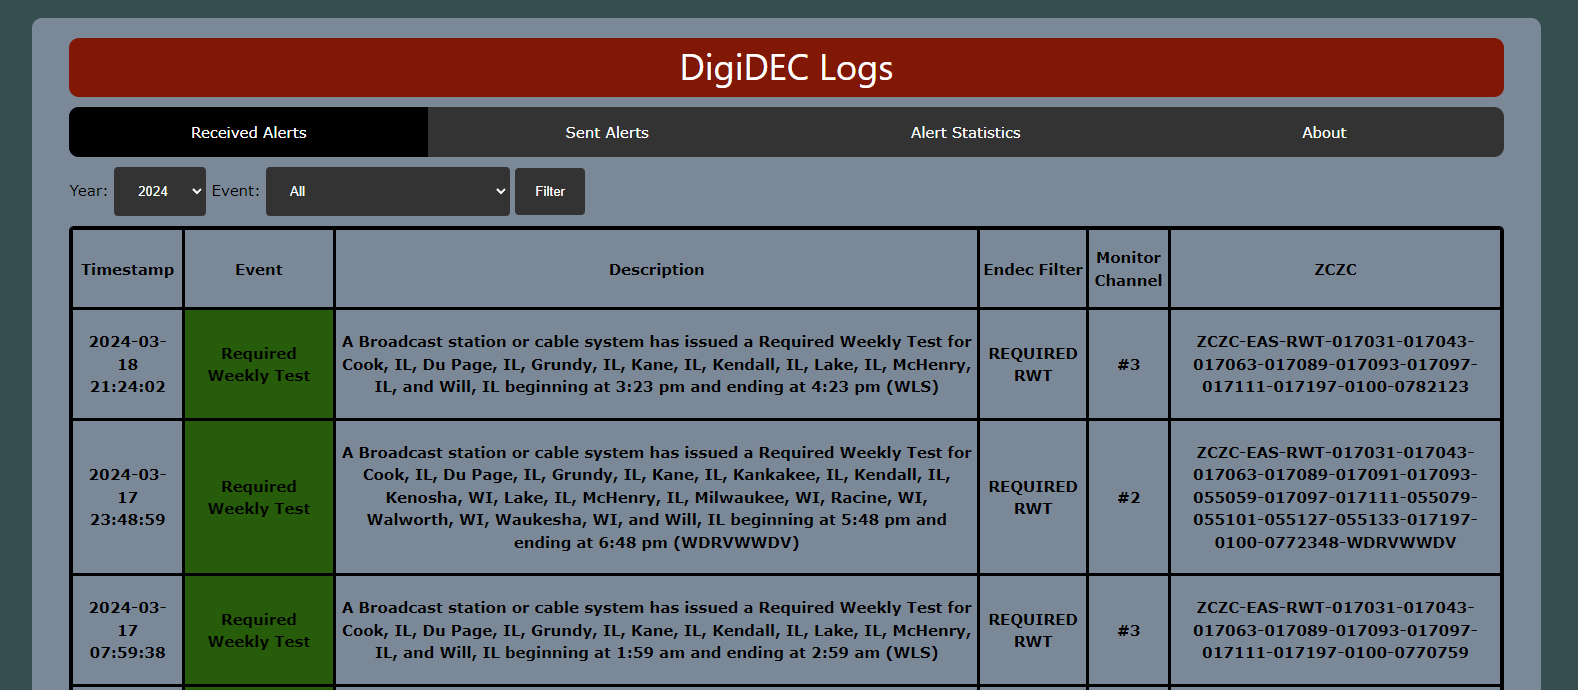 DigiDEC Logs
Received Alerts
Sent Alerts
Alert Statistics
About
Year:
2024
Event:
All
Filter
Timestamp
Event
Description
Endec Filter
Monitor
Channel
ZCZC
2024-03-
18
21:24:02
Required
Weekly Test
A Broadcast station or cable system has issued a Required Weekly Test for
Cook, IL, Du Page, IL, Grundy, IL, Kane, IL, Kendall, IL, Lake, IL, McHenry,
IL, and Will, IL beginning at 3:23 pm and ending at 4:23 pm (WLS)
REQUIRED
RWT
#3
ZCZC-EAS-RWT-017031-017043-
017063-017089-017093-017097-
017111-017197-0100-0782123
2024-03-
17
23:48:59
Required
Weekly Test
A Broadcast station or cable system has issued a Required Weekly Test for
Cook, IL, Du Page, IL, Grundy, IL, Kane, IL, Kankakee, IL, Kendall, IL,
Kenosha, WI, Lake, IL, McHenry, IL, Milwaukee, WI, Racine, WI,
Walworth, WI, Waukesha, WI, and Will, IL beginning at 5:48 pm and
ending at 6:48 pm (WDRVWWDV)
REQUIRED
RWT
#2
ZCZC-EAS-RWT-017031-017043-
017063-017089-017091-017093-
055059-017097-017111-055079-
055101-055127-055133-017197-
0100-0772348-WDRVWWDV
2024-03-
17
07:59:38
Required
Weekly Test
A Broadcast station or cable system has issued a Required Weekly Test for
Cook, IL, Du Page, IL, Grundy, IL, Kane, IL, Kendall, IL, Lake, IL, McHenry,
IL, and Will, IL beginning at 1:59 am and ending at 2:59 am (WLS)
REQUIRED
RWT
#3
ZCZC-EAS-RWT-017031-017043-
017063-017089-017093-017097-
017111-017197-0100-0770759